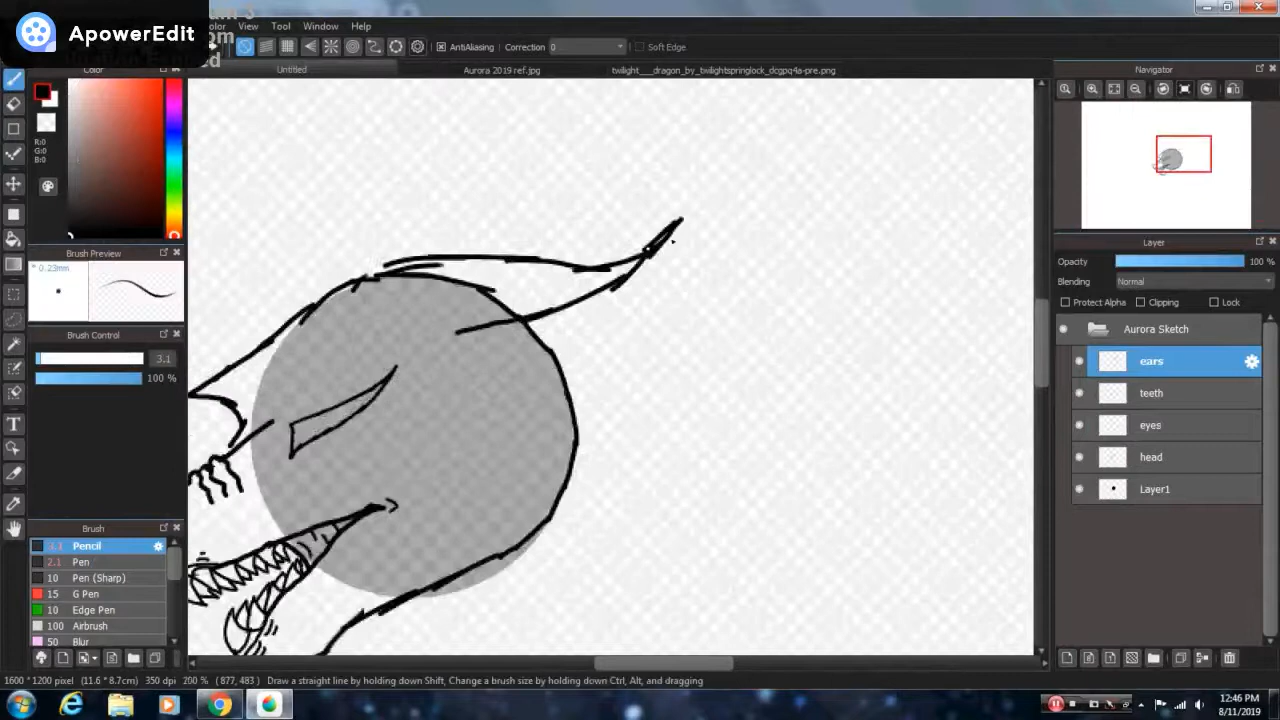 ApowerEdit
olor View Tool Window Help
AntiAliasing Correction 0 Soft Edge
Untitled Aurora 2019 ref.jpg twilight___dragon_by_twilightspringlock_dcgpq4a-pre.png
Color
R:0
G:0
B:0
Brush Preview
* 0.23mm
Brush Control
3.1
100 %
Brush
3.1 Pencil
2.1 Pen
10 Pen (Sharp)
15 G Pen
10 Edge Pen
100 Airbrush
50 Blur
Navigator
Layer
Opacity 100 %
Blending Normal
Protect Alpha Clipping Lock
Aurora Sketch
ears
teeth
eyes
head
Layer1
1600 * 1200 pixel (11.6 * 8.7cm) 350 dpi 200 % ( 877, 483 ) Draw a straight line by holding down Shift, Change a brush size by holding down Ctrl, Alt, and dragging
12:46 PM
8/11/2019